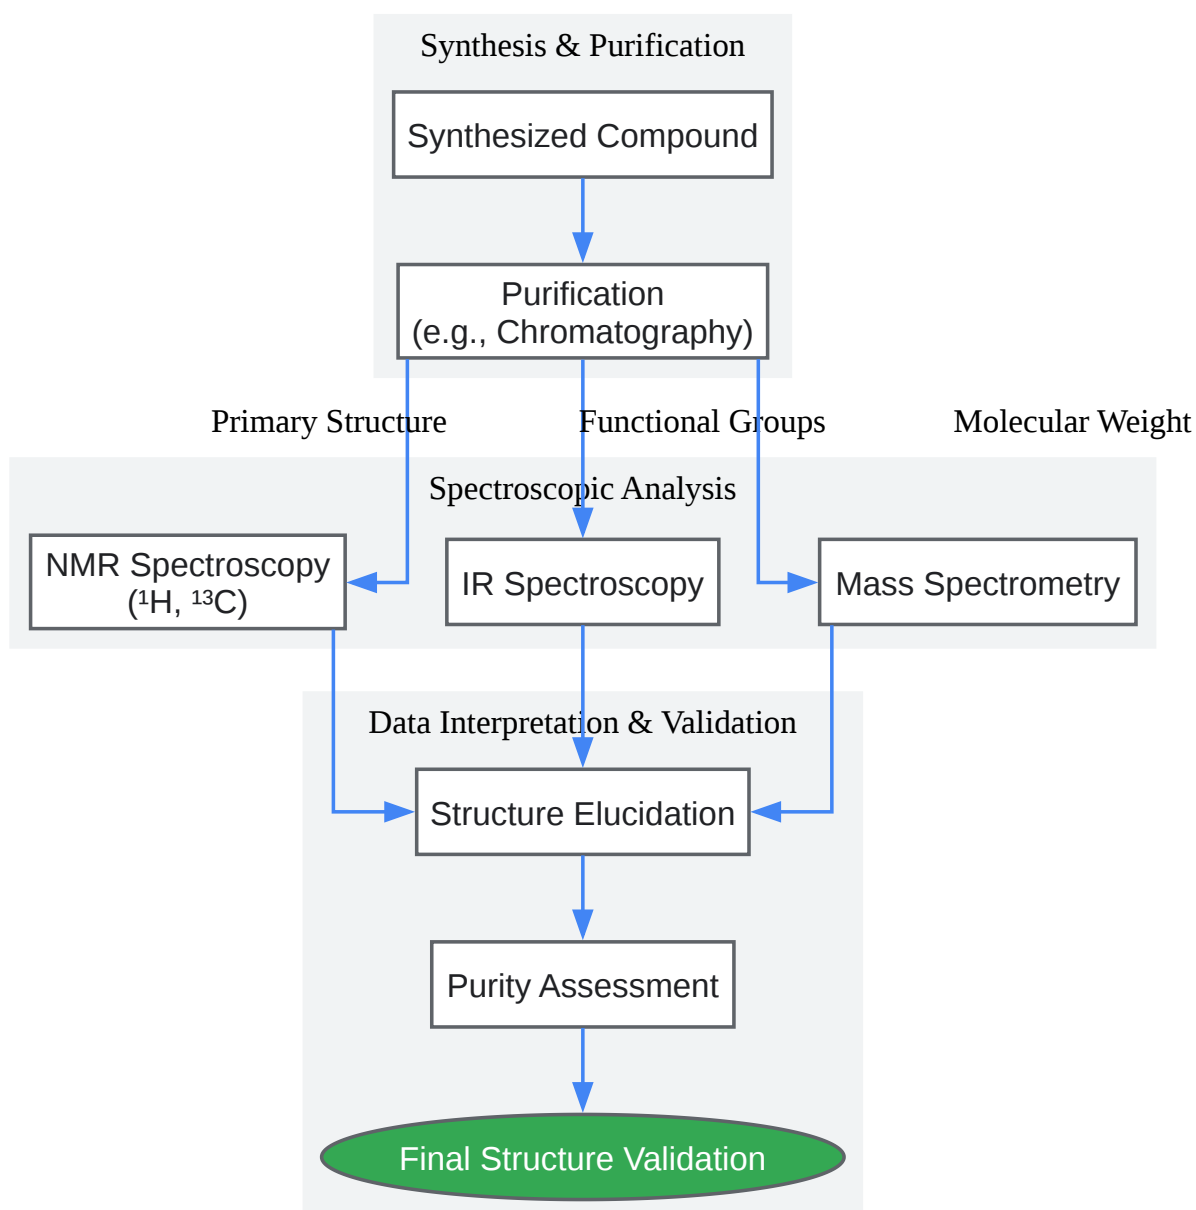 Synthesis & Purification
Synthesized Compound
Purification
(e.g., Chromatography)
Primary Structure
Functional Groups
Molecular Weight
Spectroscopic Analysis
NMR Spectroscopy
(¹H, ¹³C)
IR Spectroscopy
Mass Spectrometry
Data Interpretation & Validation
Structure Elucidation
Purity Assessment
Final Structure Validation